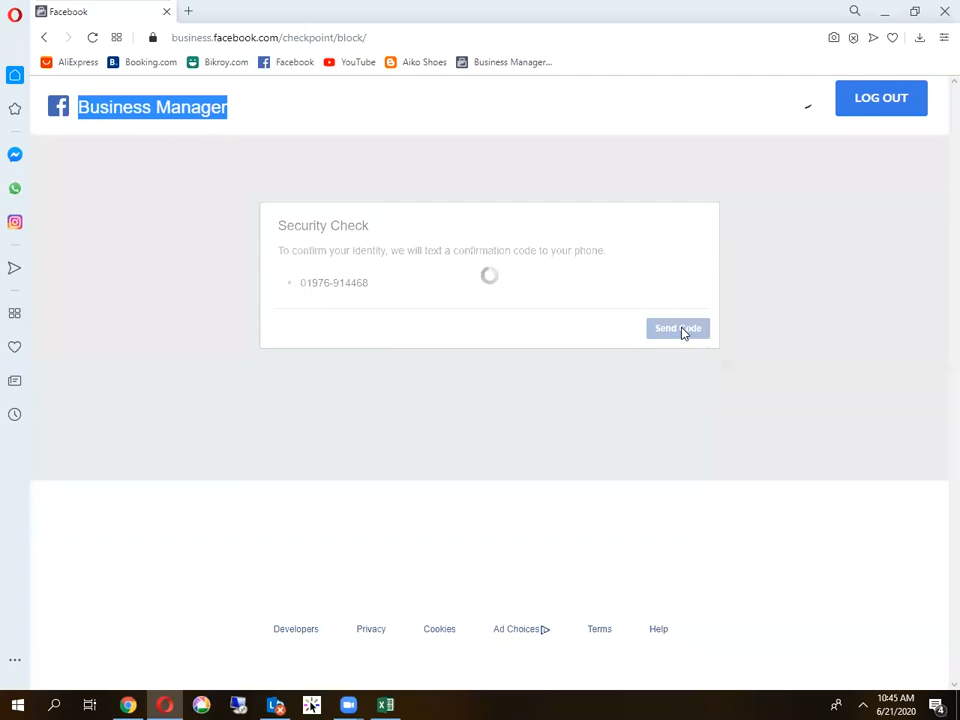 Facebook
business.facebook.com/checkpoint/block/
AliExpress Booking.com Bikroy.com Facebook YouTube Aiko Shoes Business Manager...
Business Manager
LOG OUT
Security Check
To confirm your identity, we will text a confirmation code to your phone.
01976-914468
Send Code
Developers Privacy Cookies Ad Choices Terms Help
10:45 AM
6/21/2020
4